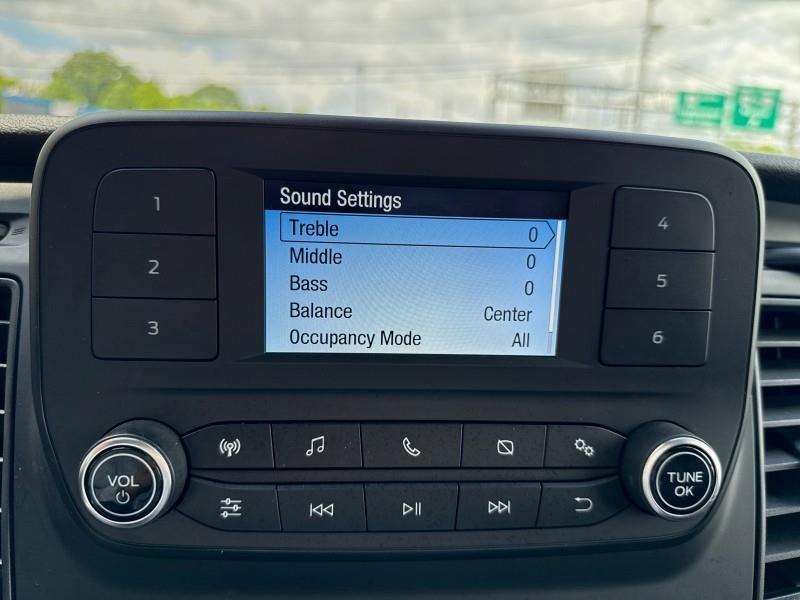 Sound Settings
Treble 0
Middle 0
Bass 0
Balance Center
Occupancy Mode All
1
2
3
4
5
6
VOL
TUNE
OK